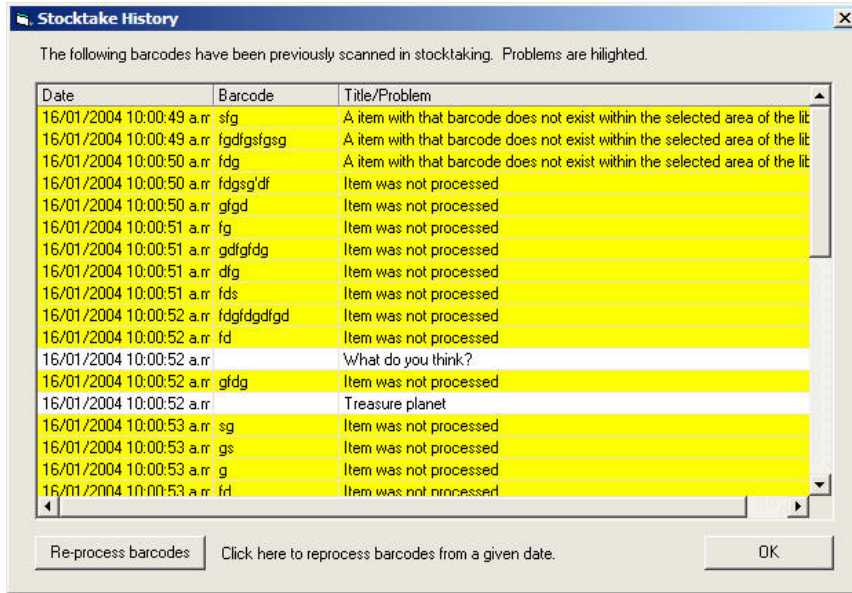 Stocktake History
The following barcodes have been previously scanned in stocktaking. Problems are hilighted.
Date Barcode Title/Problem
16/01/2004 10:00:49 a.m sfg A item with that barcode does not exist within the selected area of the lib
16/01/2004 10:00:49 a.m fgdfgsfgsg A item with that barcode does not exist within the selected area of the lib
16/01/2004 10:00:50 a.m fdg A item with that barcode does not exist within the selected area of the lib
16/01/2004 10:00:50 a.m fdgsg'df Item was not processed
16/01/2004 10:00:50 a.m gfgd Item was not processed
16/01/2004 10:00:51 a.m fg Item was not processed
16/01/2004 10:00:51 a.m gdfgfdg Item was not processed
16/01/2004 10:00:51 a.m dfg Item was not processed
16/01/2004 10:00:51 a.m fds Item was not processed
16/01/2004 10:00:52 a.m fdgfdgdfgd Item was not processed
16/01/2004 10:00:52 a.m fd Item was not processed
16/01/2004 10:00:52 a.m What do you think?
16/01/2004 10:00:52 a.m gfdg Item was not processed
16/01/2004 10:00:52 a.m Treasure planet
16/01/2004 10:00:53 a.m sg Item was not processed
16/01/2004 10:00:53 a.m gs Item was not processed
16/01/2004 10:00:53 a.m g Item was not processed
16/01/2004 10:00:53 a.m fd Item was not processed
Re-process barcodes Click here to reprocess barcodes from a given date. OK